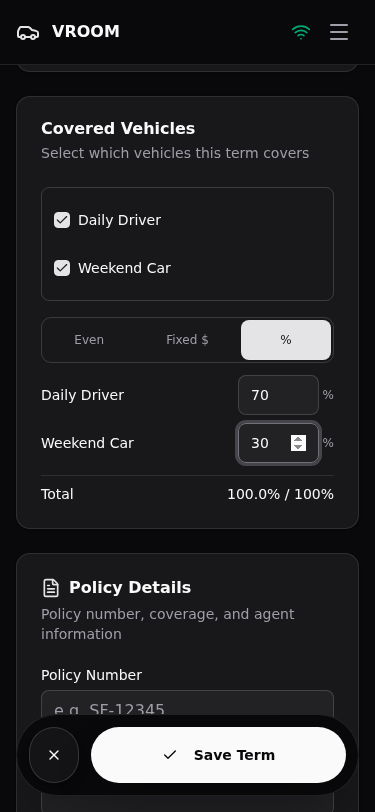 VROOM
Covered Vehicles
Select which vehicles this term covers
Daily Driver
Weekend Car
Even Fixed $ %
Daily Driver 70 %
Weekend Car 30 %
Total 100.0% / 100%
Policy Details
Policy number, coverage, and agent
information
Policy Number
e.g. SF-12345
Save Term